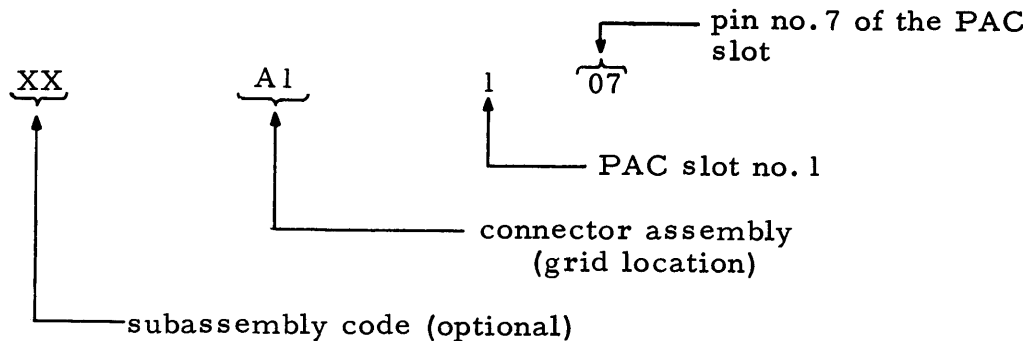 pin no. 7 of the PAC
slot
XX A1 1 07
PAC slot no. 1
connector assembly
(grid location)
subassembly code (optional)